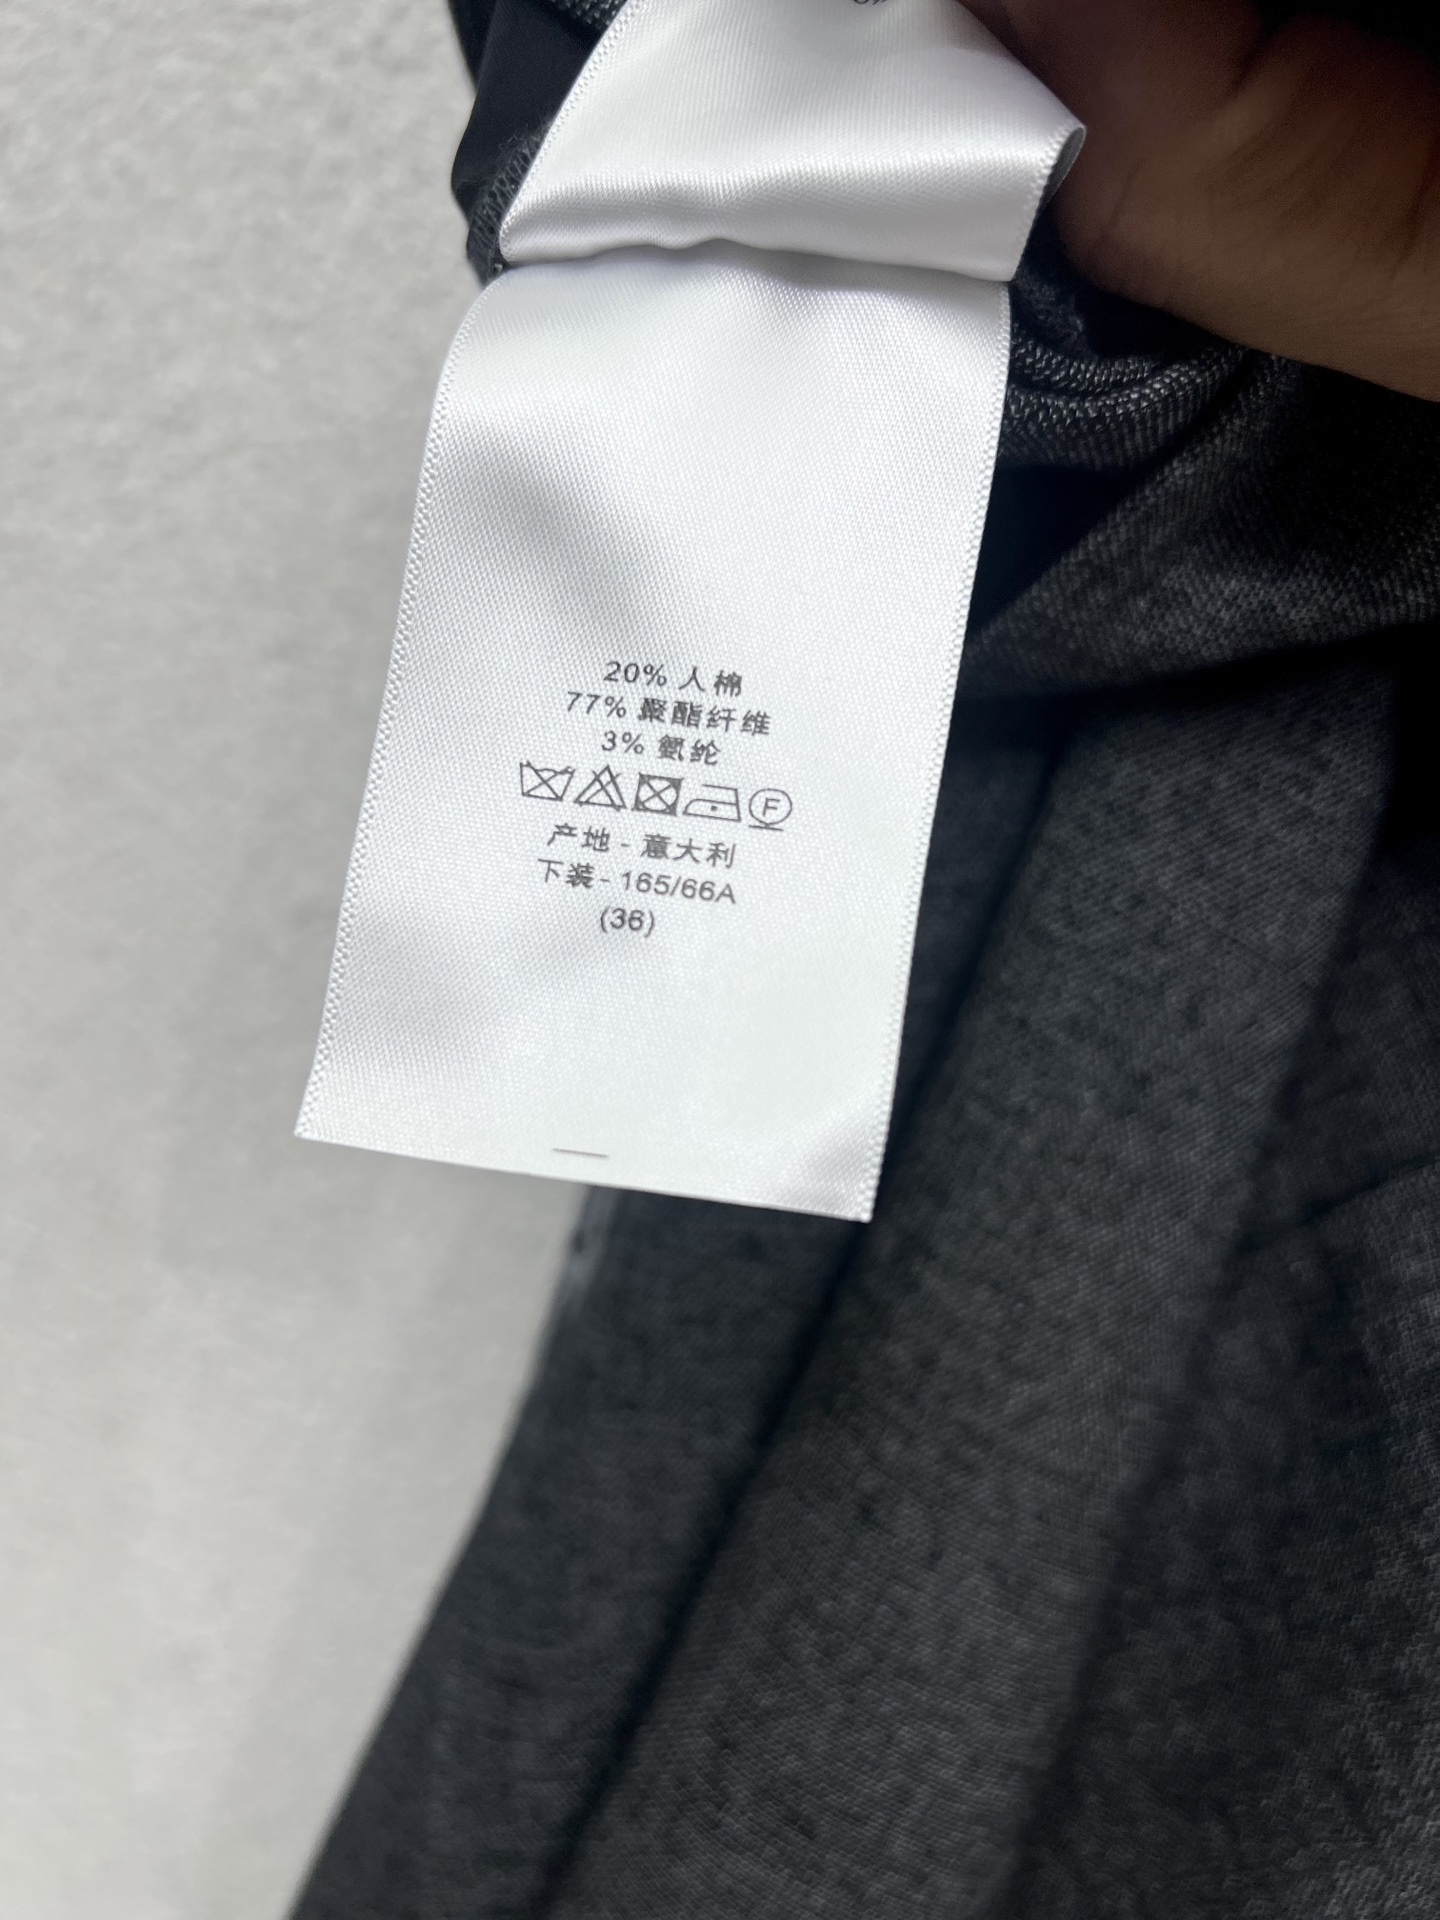 20% 人棉
77% 聚酯纤维
3% 氨纶
F
产地 - 意大利
下装 - 165/66A
(36)